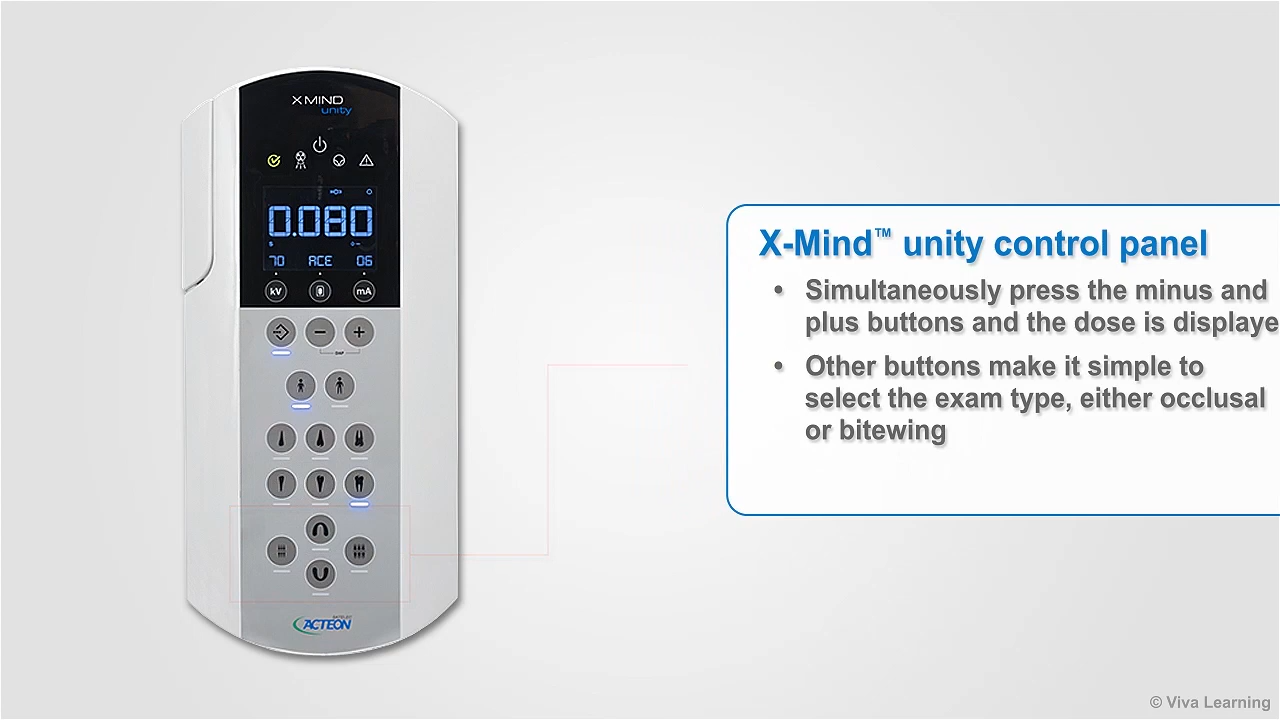 X MIND
unity
0.080
70 ACE 06
kV mA
DAP
ACTEON
X-Mind™ unity control panel
• Simultaneously press the minus and
plus buttons and the dose is displaye
• Other buttons make it simple to
select the exam type, either occlusal
or bitewing
© Viva Learning